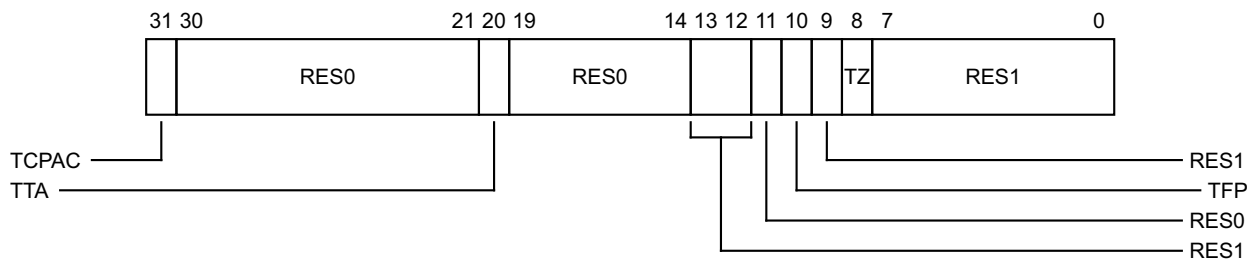 31 30 21 20 19 14 13 12 11 10 9 8 7 0
RES0 RES0 TZ RES1
TCPAC RES1
TTA TFP
RES0
RES1